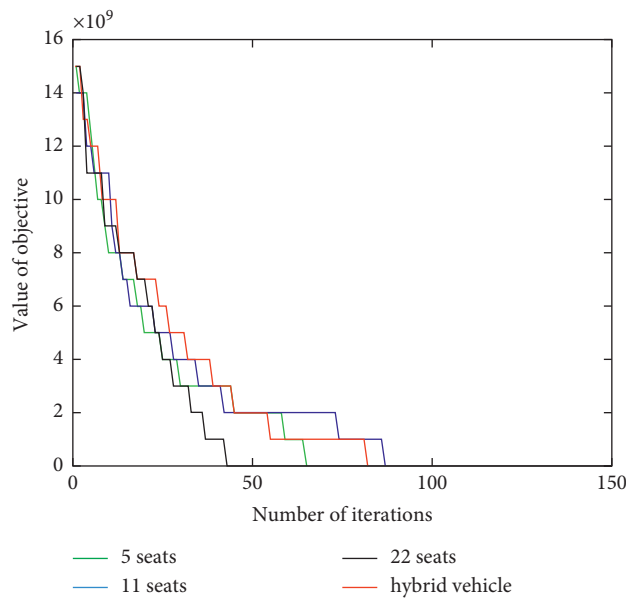 ×10⁹
16
14
12
10
8
6
4
2
0
Value of objective
0 50 100 150
Number of iterations
5 seats 22 seats
11 seats hybrid vehicle